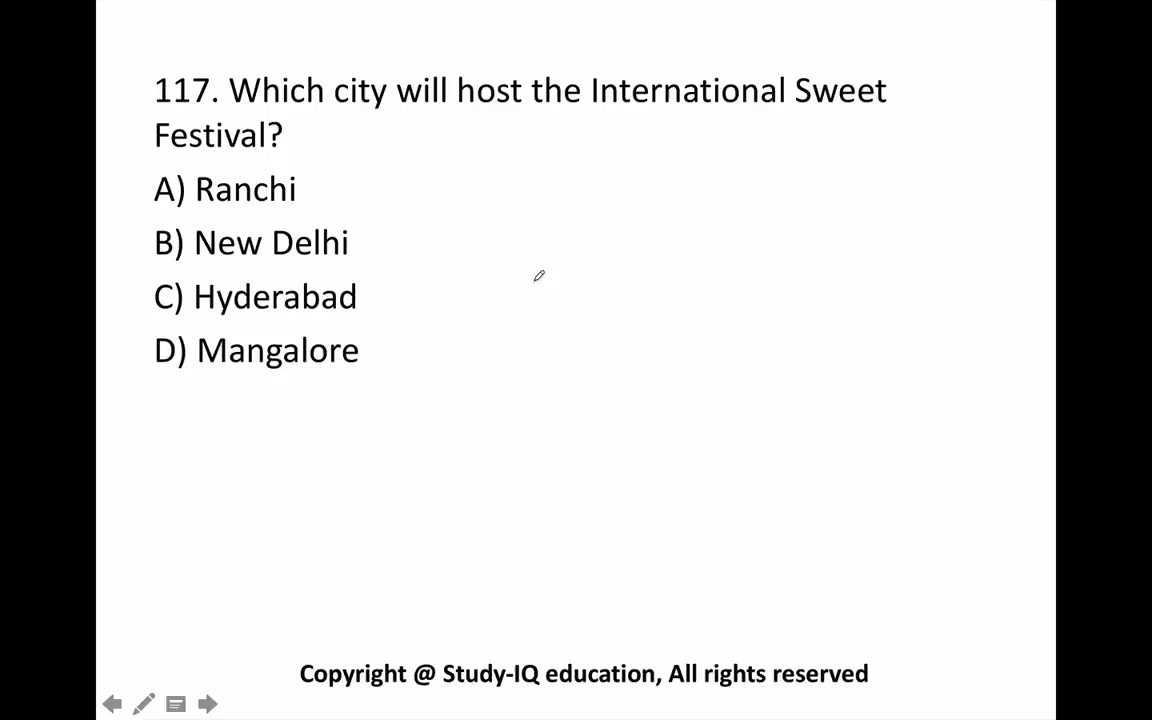 117. Which city will host the International Sweet
Festival?
A) Ranchi
B) New Delhi
C) Hyderabad
D) Mangalore
Copyright @ Study-IQ education, All rights reserved